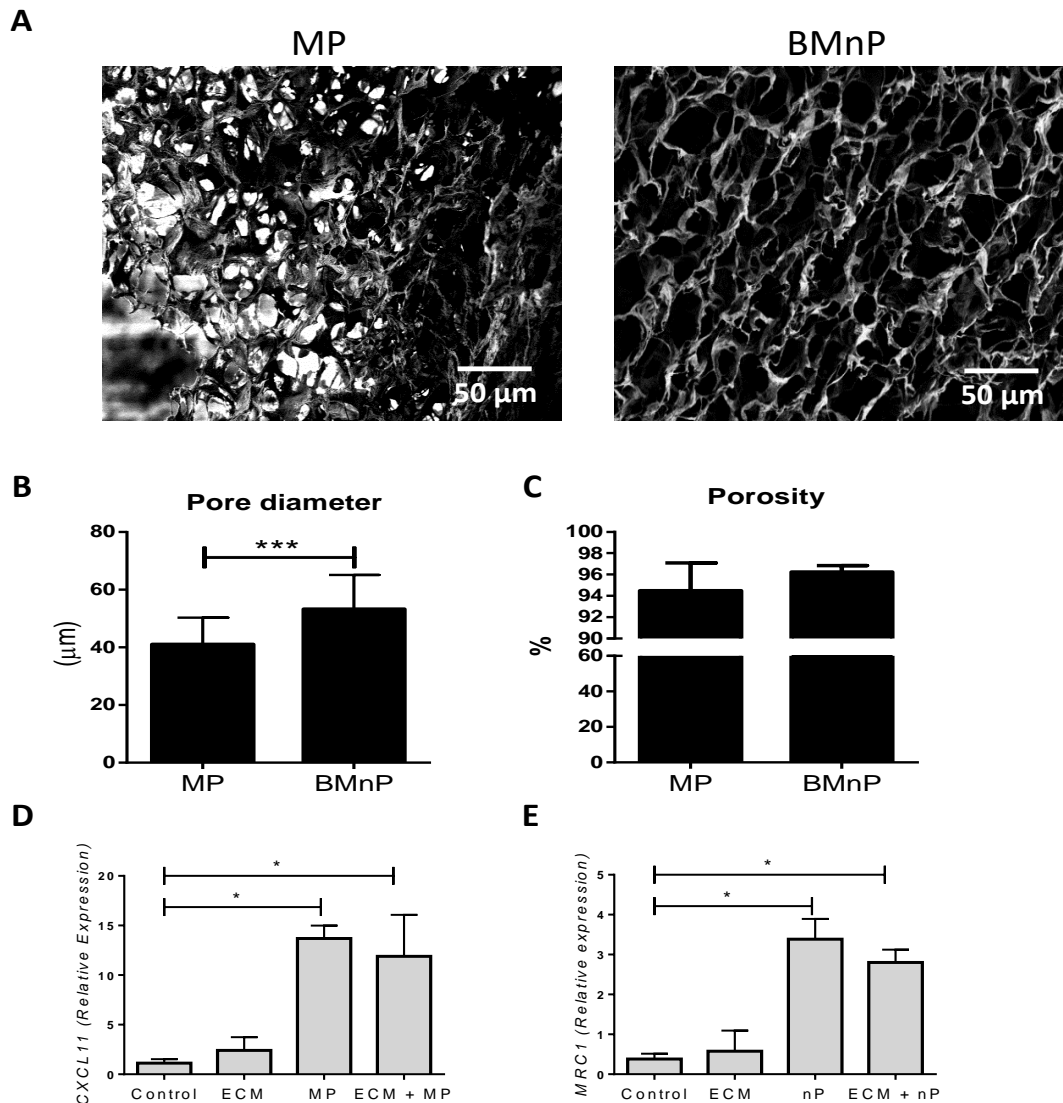 A
MP BMnP
50 µm 50 µm
B C
Pore diameter Porosity
80
60
40
20
0
(µm)
***
MP BMnP
100
98
96
94
92
90
60
40
20
0
%
MP BMnP
D E
CXCL11 (Relative Expression)
20
15
10
5
0
*
*
Control ECM MP ECM + MP
MRC1 (Relative expression)
5
4
3
2
1
0
*
*
Control ECM nP ECM + nP